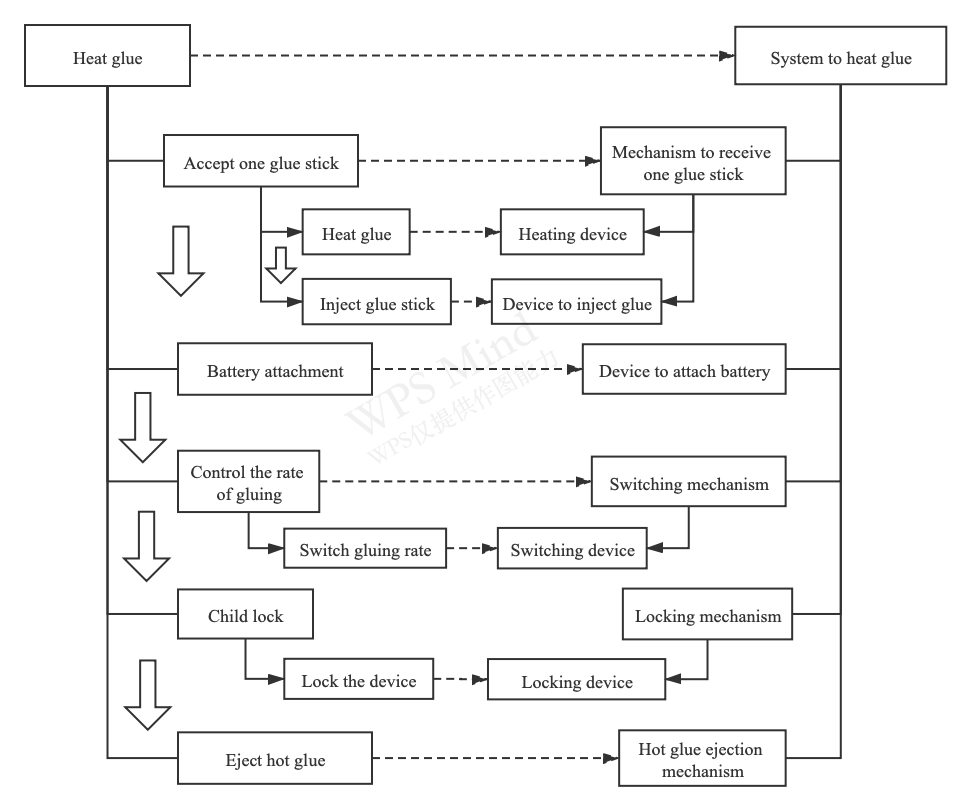 Heat glue
System to heat glue
Accept one glue stick
Mechanism to receive
one glue stick
Heat glue
Heating device
Inject glue stick
Device to inject glue
WPS Mind
WPS仅提供作图能力
Battery attachment
Device to attach battery
Control the rate
of gluing
Switching mechanism
Switch gluing rate
Switching device
Child lock
Locking mechanism
Lock the device
Locking device
Eject hot glue
Hot glue ejection
mechanism